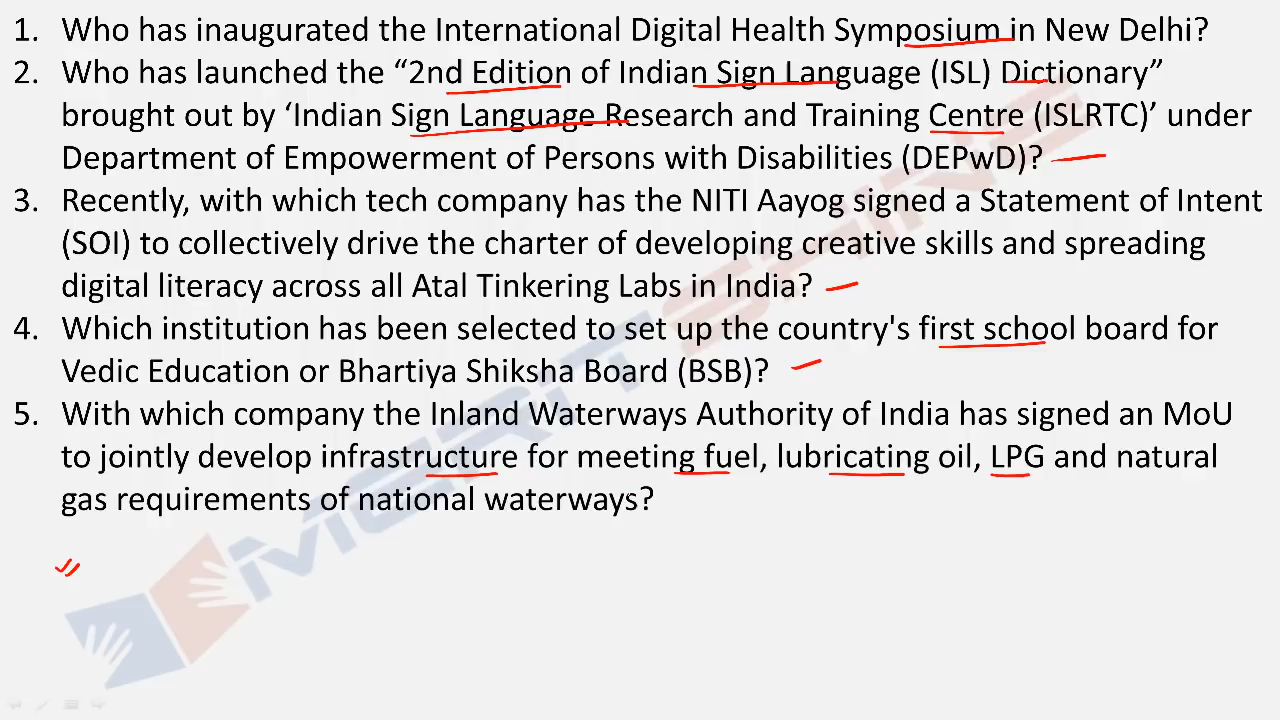 1. Who has inaugurated the International Digital Health Symposium in New Delhi?
2. Who has launched the “2nd Edition of Indian Sign Language (ISL) Dictionary”
brought out by ‘Indian Sign Language Research and Training Centre (ISLRTC)’ under
Department of Empowerment of Persons with Disabilities (DEPwD)?
3. Recently, with which tech company has the NITI Aayog signed a Statement of Intent
(SOI) to collectively drive the charter of developing creative skills and spreading
digital literacy across all Atal Tinkering Labs in India?
4. Which institution has been selected to set up the country's first school board for
Vedic Education or Bhartiya Shiksha Board (BSB)?
5. With which company the Inland Waterways Authority of India has signed an MoU
to jointly develop infrastructure for meeting fuel, lubricating oil, LPG and natural
gas requirements of national waterways?
MERITSHINE